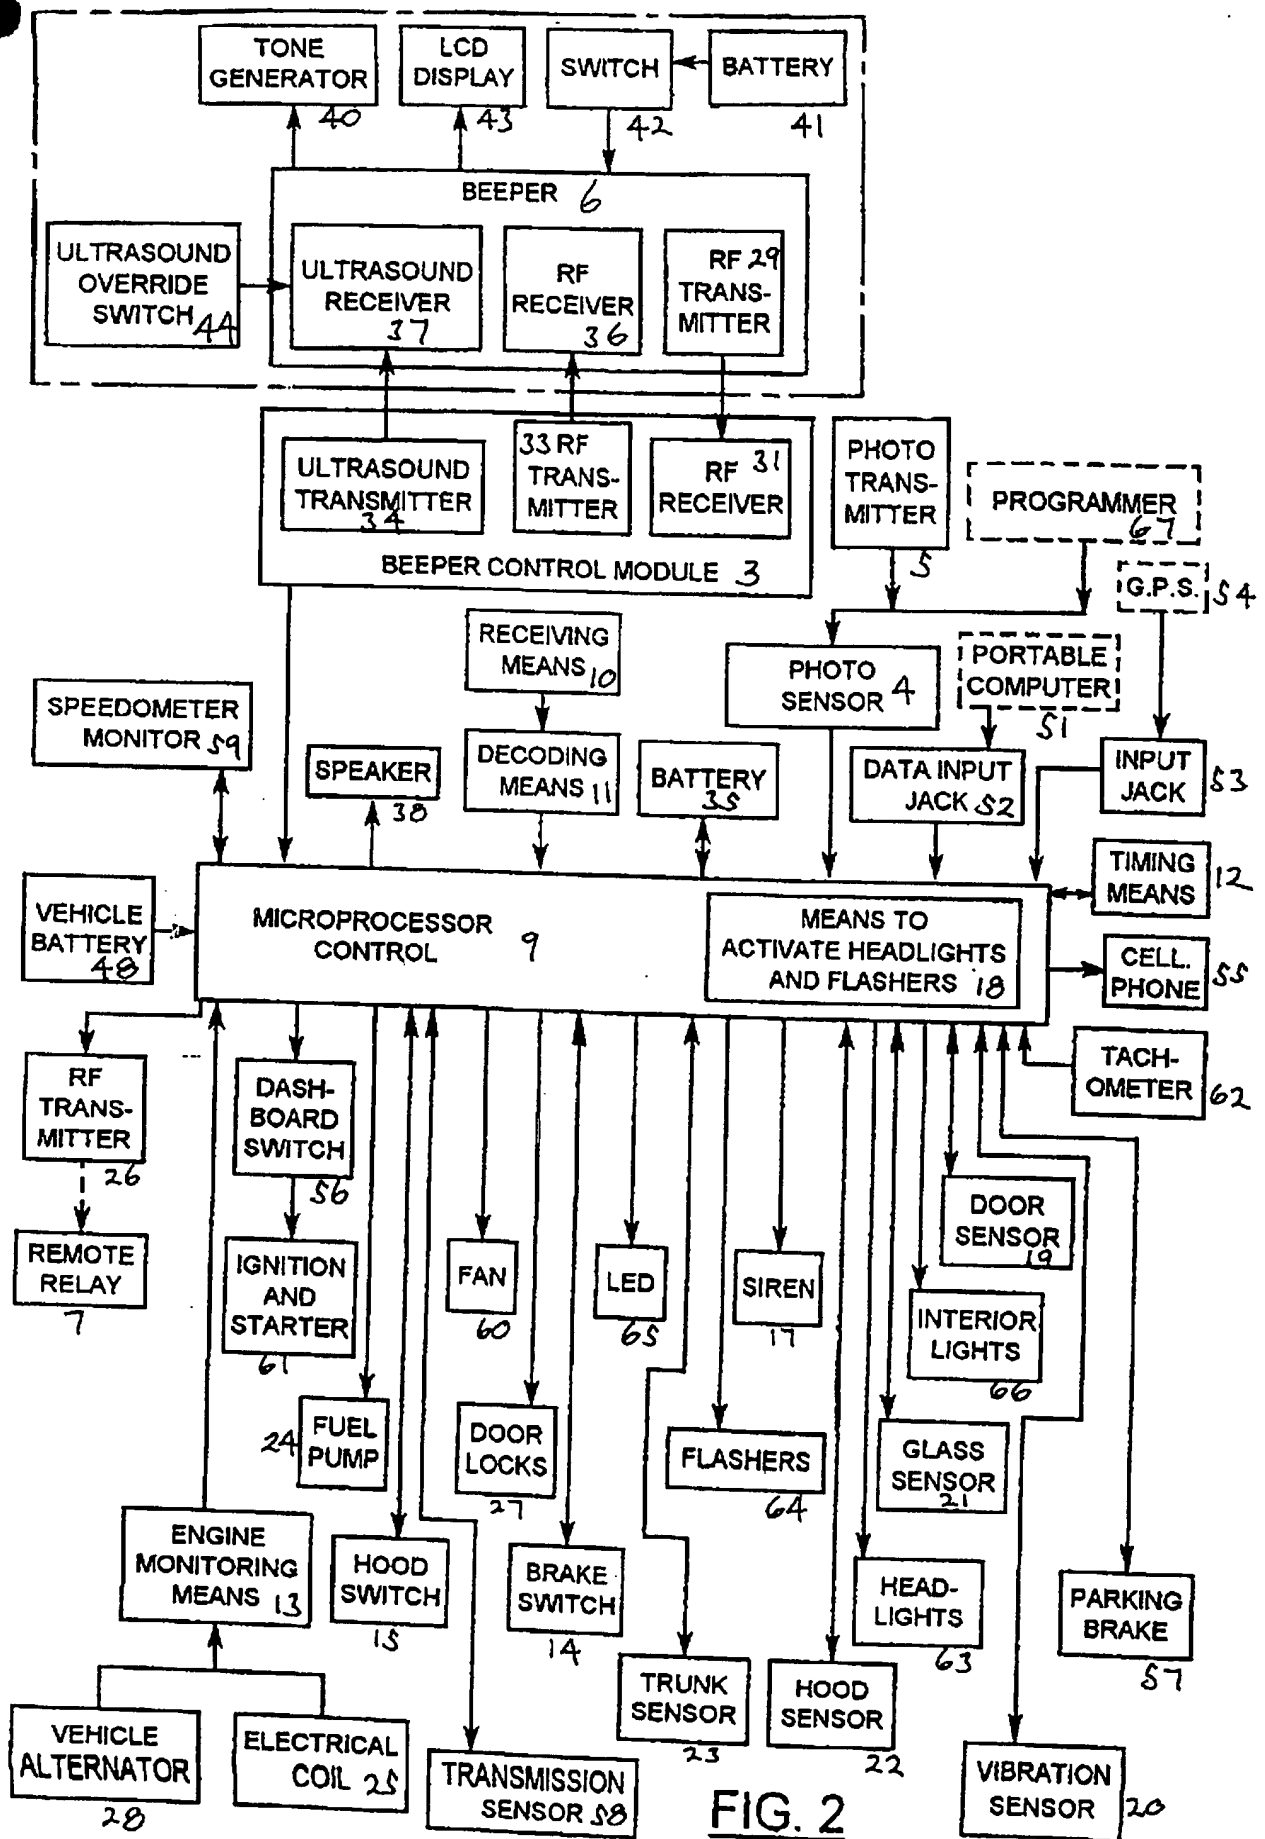 TONE
GENERATOR
40
LCD
DISPLAY
43
SWITCH
42
BATTERY
41
BEEPER 6
ULTRASOUND
OVERRIDE
SWITCH 44
ULTRASOUND
RECEIVER
37
RF
RECEIVER
36
RF 29
TRANS-
MITTER
ULTRASOUND
TRANSMITTER
34
33 RF
TRANS-
MITTER
31
RF
RECEIVER
BEEPER CONTROL MODULE 3
PHOTO
TRANS-
MITTER
5
PROGRAMMER
67
G.P.S. 54
RECEIVING
MEANS 10
PHOTO
SENSOR 4
PORTABLE
COMPUTER
51
SPEEDOMETER
MONITOR 59
SPEAKER
38
DECODING
MEANS 11
BATTERY
35
DATA INPUT
JACK 52
INPUT
JACK 53
TIMING
MEANS 12
VEHICLE
BATTERY
48
MICROPROCESSOR
CONTROL 9
MEANS TO
ACTIVATE HEADLIGHTS
AND FLASHERS 18
CELL.
PHONE 55
TACH-
OMETER 62
RF
TRANS-
MITTER
26
DASH-
BOARD
SWITCH
56
REMOTE
RELAY
7
IGNITION
AND
STARTER
61
FAN
60
LED
65
SIREN
17
DOOR
SENSOR
19
INTERIOR
LIGHTS
66
24 FUEL
PUMP
DOOR
LOCKS
27
FLASHERS
64
GLASS
SENSOR
21
ENGINE
MONITORING
MEANS 13
HOOD
SWITCH
15
BRAKE
SWITCH
14
HEAD-
LIGHTS
63
PARKING
BRAKE
57
TRUNK
SENSOR
23
HOOD
SENSOR
22
VEHICLE
ALTERNATOR
28
ELECTRICAL
COIL 25
TRANSMISSION
SENSOR 58
VIBRATION
SENSOR 20
FIG. 2